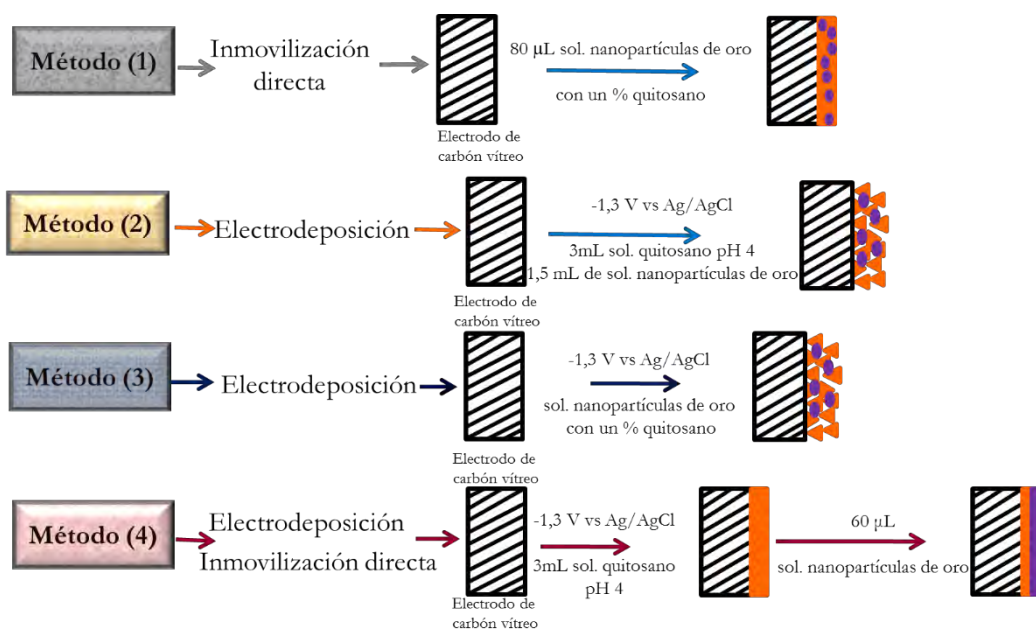 Método (1)
Inmovilización
directa
80 µL sol. nanopartículas de oro
con un % quitosano
Electrodo de
carbón vítreo
Método (2)
Electrodeposición
-1,3 V vs Ag/AgCl
3mL sol. quitosano pH 4
1,5 mL de sol. nanopartículas de oro
Electrodo de
carbón vítreo
Método (3)
Electrodeposición
-1,3 V vs Ag/AgCl
sol. nanopartículas de oro
con un % quitosano
Electrodo de
carbón vítreo
Método (4)
Electrodeposición
Inmovilización directa
-1,3 V vs Ag/AgCl
3mL sol. quitosano
pH 4
60 µL
sol. nanopartículas de oro
Electrodo de
carbón vítreo